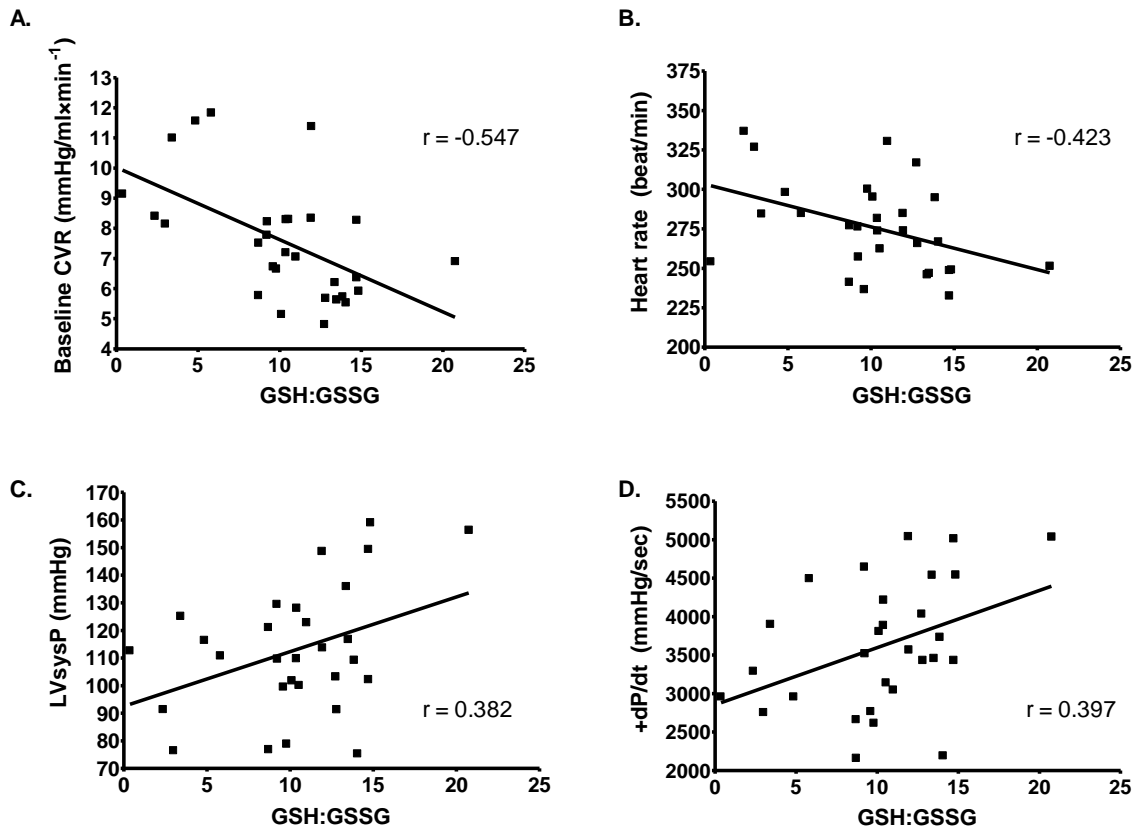 A.
Baseline CVR (mmHg/ml×min⁻¹)
13
12
11
10
9
8
7
6
5
4
0 5 10 15 20 25
GSH:GSSG
r = -0.547
B.
Heart rate (beat/min)
375
350
325
300
275
250
225
200
0 5 10 15 20 25
GSH:GSSG
r = -0.423
C.
LVsysP (mmHg)
170
160
150
140
130
120
110
100
90
80
70
0 5 10 15 20 25
GSH:GSSG
r = 0.382
D.
+dP/dt (mmHg/sec)
5500
5000
4500
4000
3500
3000
2500
2000
0 5 10 15 20 25
GSH:GSSG
r = 0.397